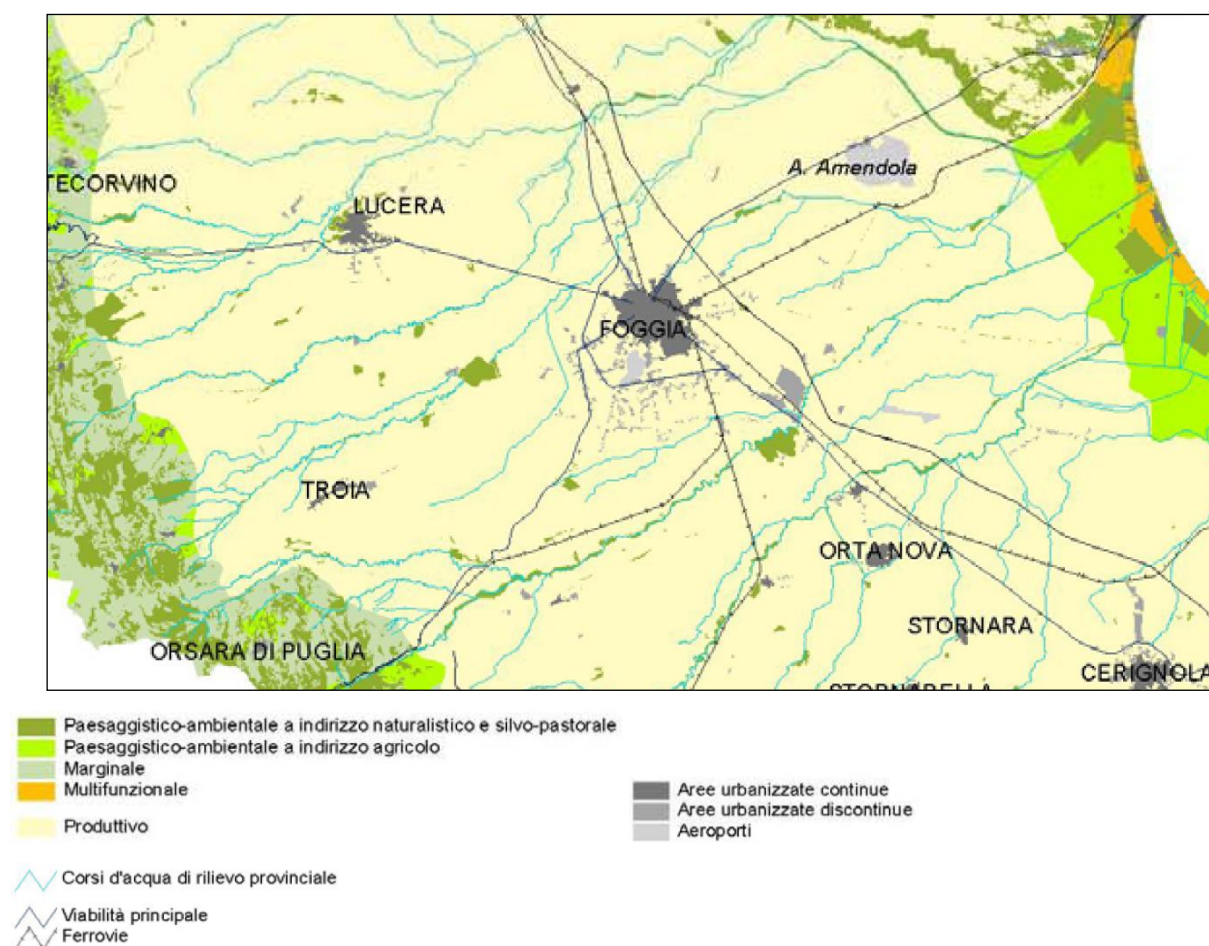 TECORVINO
LUCERA
A. Amendola
FOGGIA
TROIA
ORTA NOVA
ORSARA DI PUGLIA
STORNARA
CERIGNOLA
STORNARELLA
Paesaggistico-ambientale a indirizzo naturalistico e silvo-pastorale
Paesaggistico-ambientale a indirizzo agricolo
Marginale
Multifunzionale
Produttivo
Corsi d'acqua di rilievo provinciale
Viabilità principale
Ferrovie
Aree urbanizzate continue
Aree urbanizzate discontinue
Aeroporti